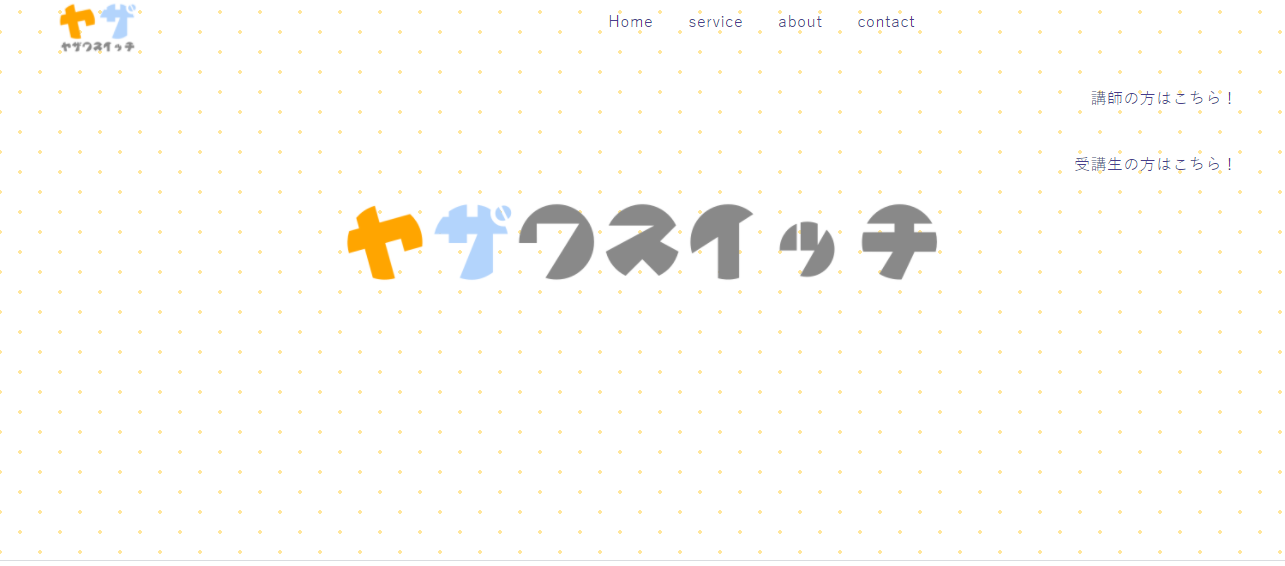 ヤザ
ヤザワスイッチ
Home service about contact
講師の方はこちら！
受講生の方はこちら！
ヤザワスイッチ